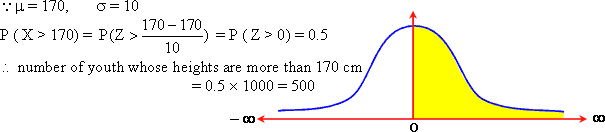 ∵ μ = 170, σ = 10
P ( X > 170) = P(Z > (170 – 170)/10) = P ( Z > 0) = 0.5
∴ number of youth whose heights are more than 170 cm
= 0.5 × 1000 = 500
– ∞ 0 ∞